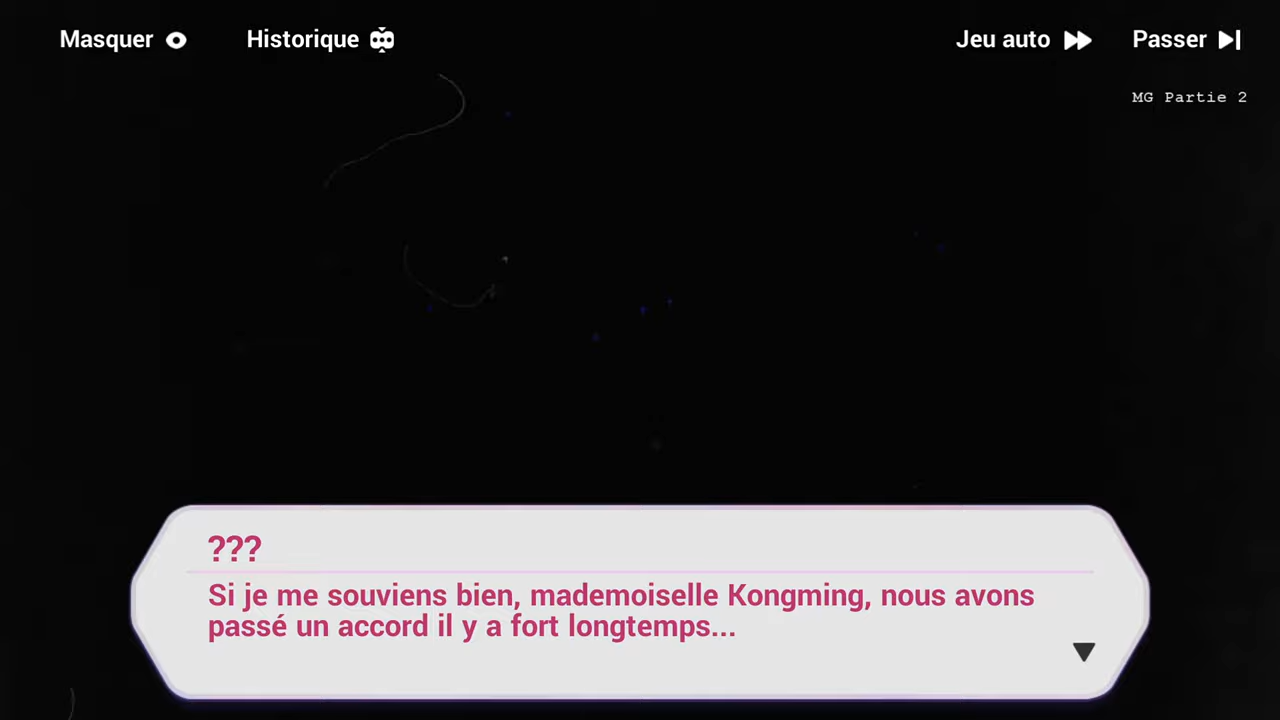 Masquer Historique Jeu auto Passer
MG Partie 2
???
Si je me souviens bien, mademoiselle Kongming, nous avons
passé un accord il y a fort longtemps...